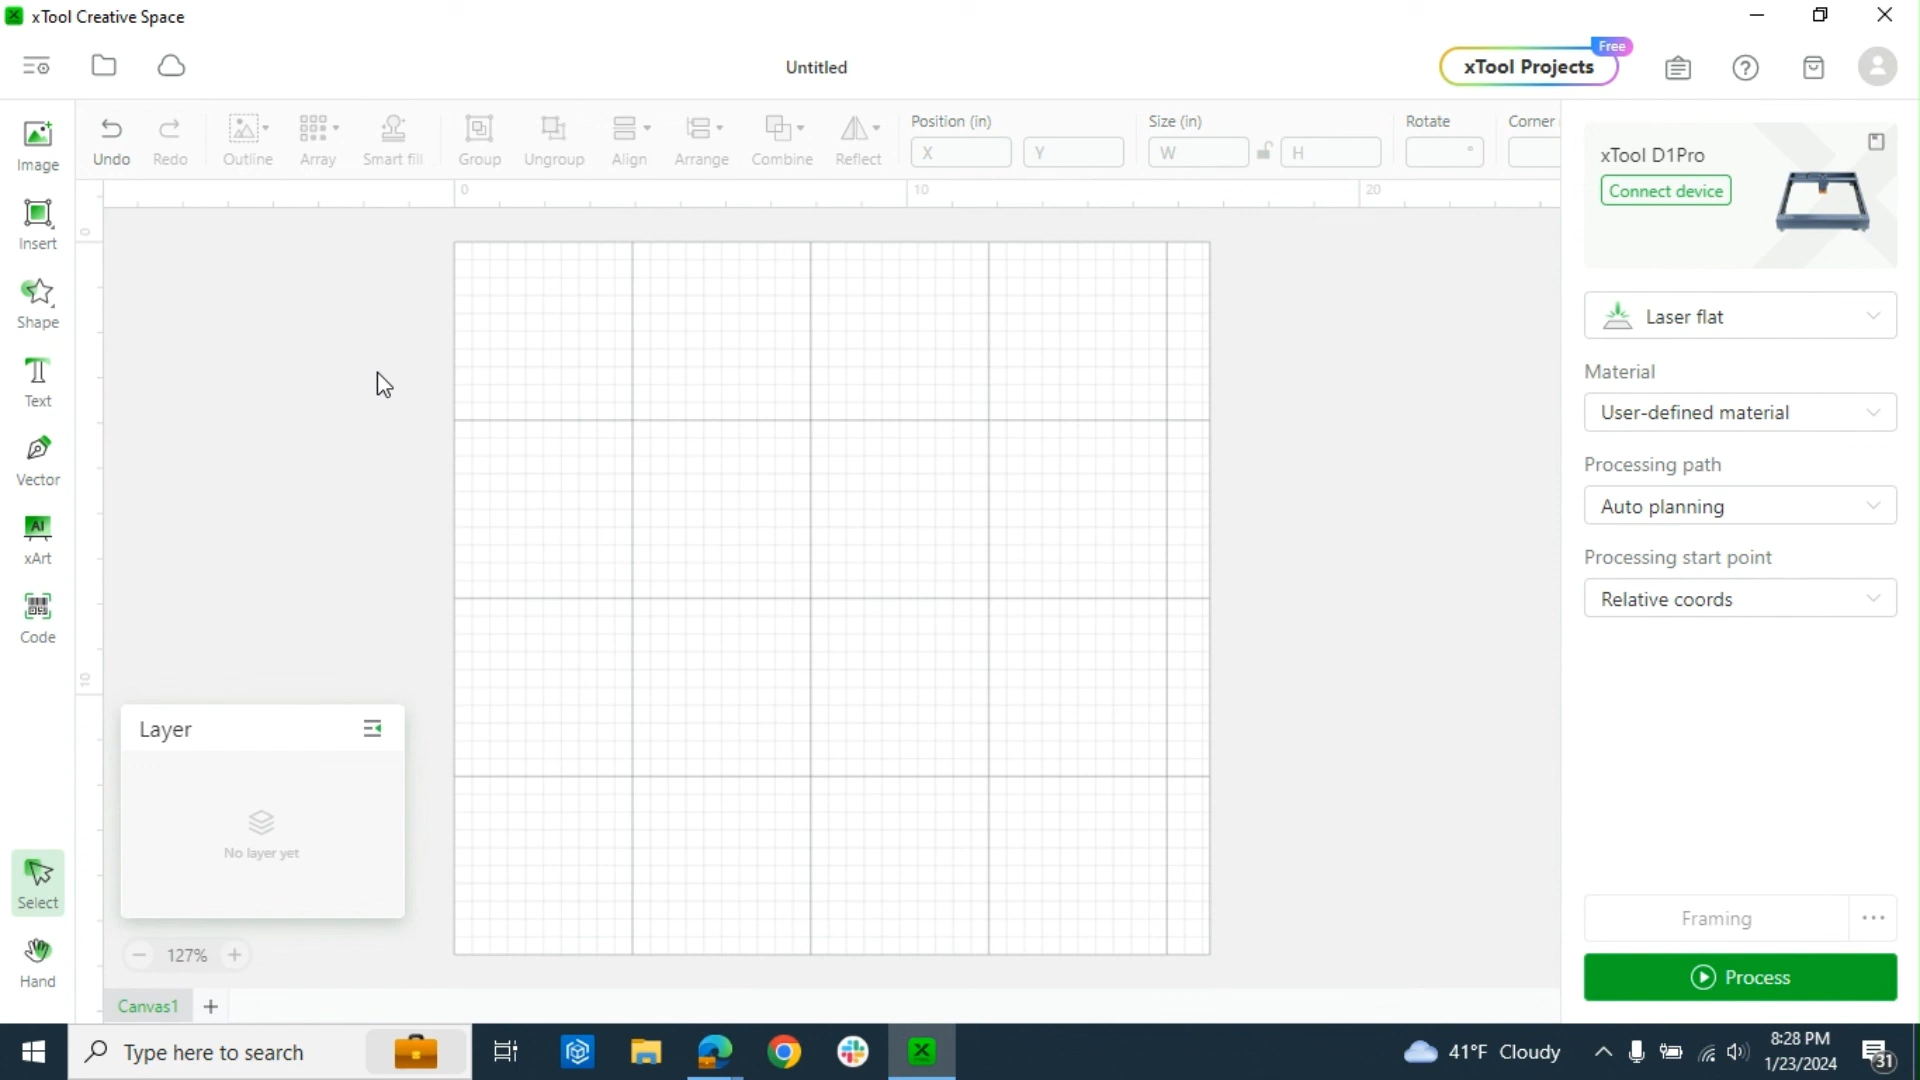 xTool Creative Space
Untitled
Free
xTool Projects
Image
Insert
Shape
Text
Vector
AI
xArt
Code
Select
Hand
Undo
Redo
Outline
Array
Smart fill
Group
Ungroup
Align
Arrange
Combine
Reflect
Position (in)
X
Y
Size (in)
W
H
Rotate
°
Corner
0
10
20
0
10
xTool D1Pro
Connect device
Laser flat
Material
User-defined material
Processing path
Auto planning
Processing start point
Relative coords
Layer
No layer yet
127%
Canvas1
Framing
Process
Type here to search
41°F Cloudy
8:28 PM
1/23/2024
31